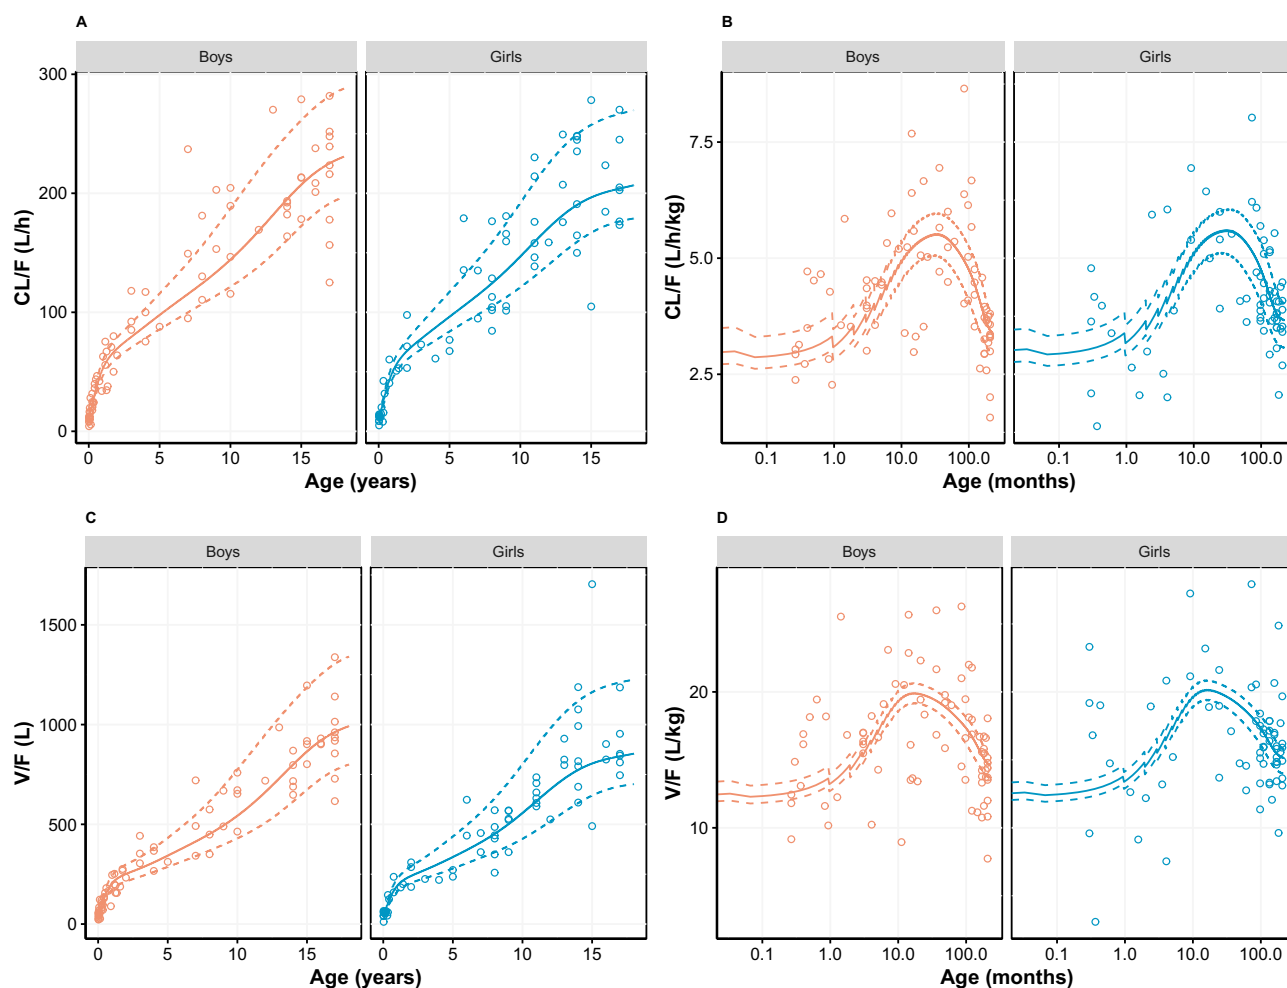 A
B
Boys
Girls
Boys
Girls
300
200
100
0
CL/F (L/h)
7.5
5.0
2.5
CL/F (L/h/kg)
0
5
10
15
0
5
10
15
0.1
1.0
10.0
100.0
0.1
1.0
10.0
100.0
Age (years)
Age (months)
C
D
Boys
Girls
Boys
Girls
1500
1000
500
0
V/F (L)
20
10
V/F (L/kg)
0
5
10
15
0
5
10
15
0.1
1.0
10.0
100.0
0.1
1.0
10.0
100.0
Age (years)
Age (months)